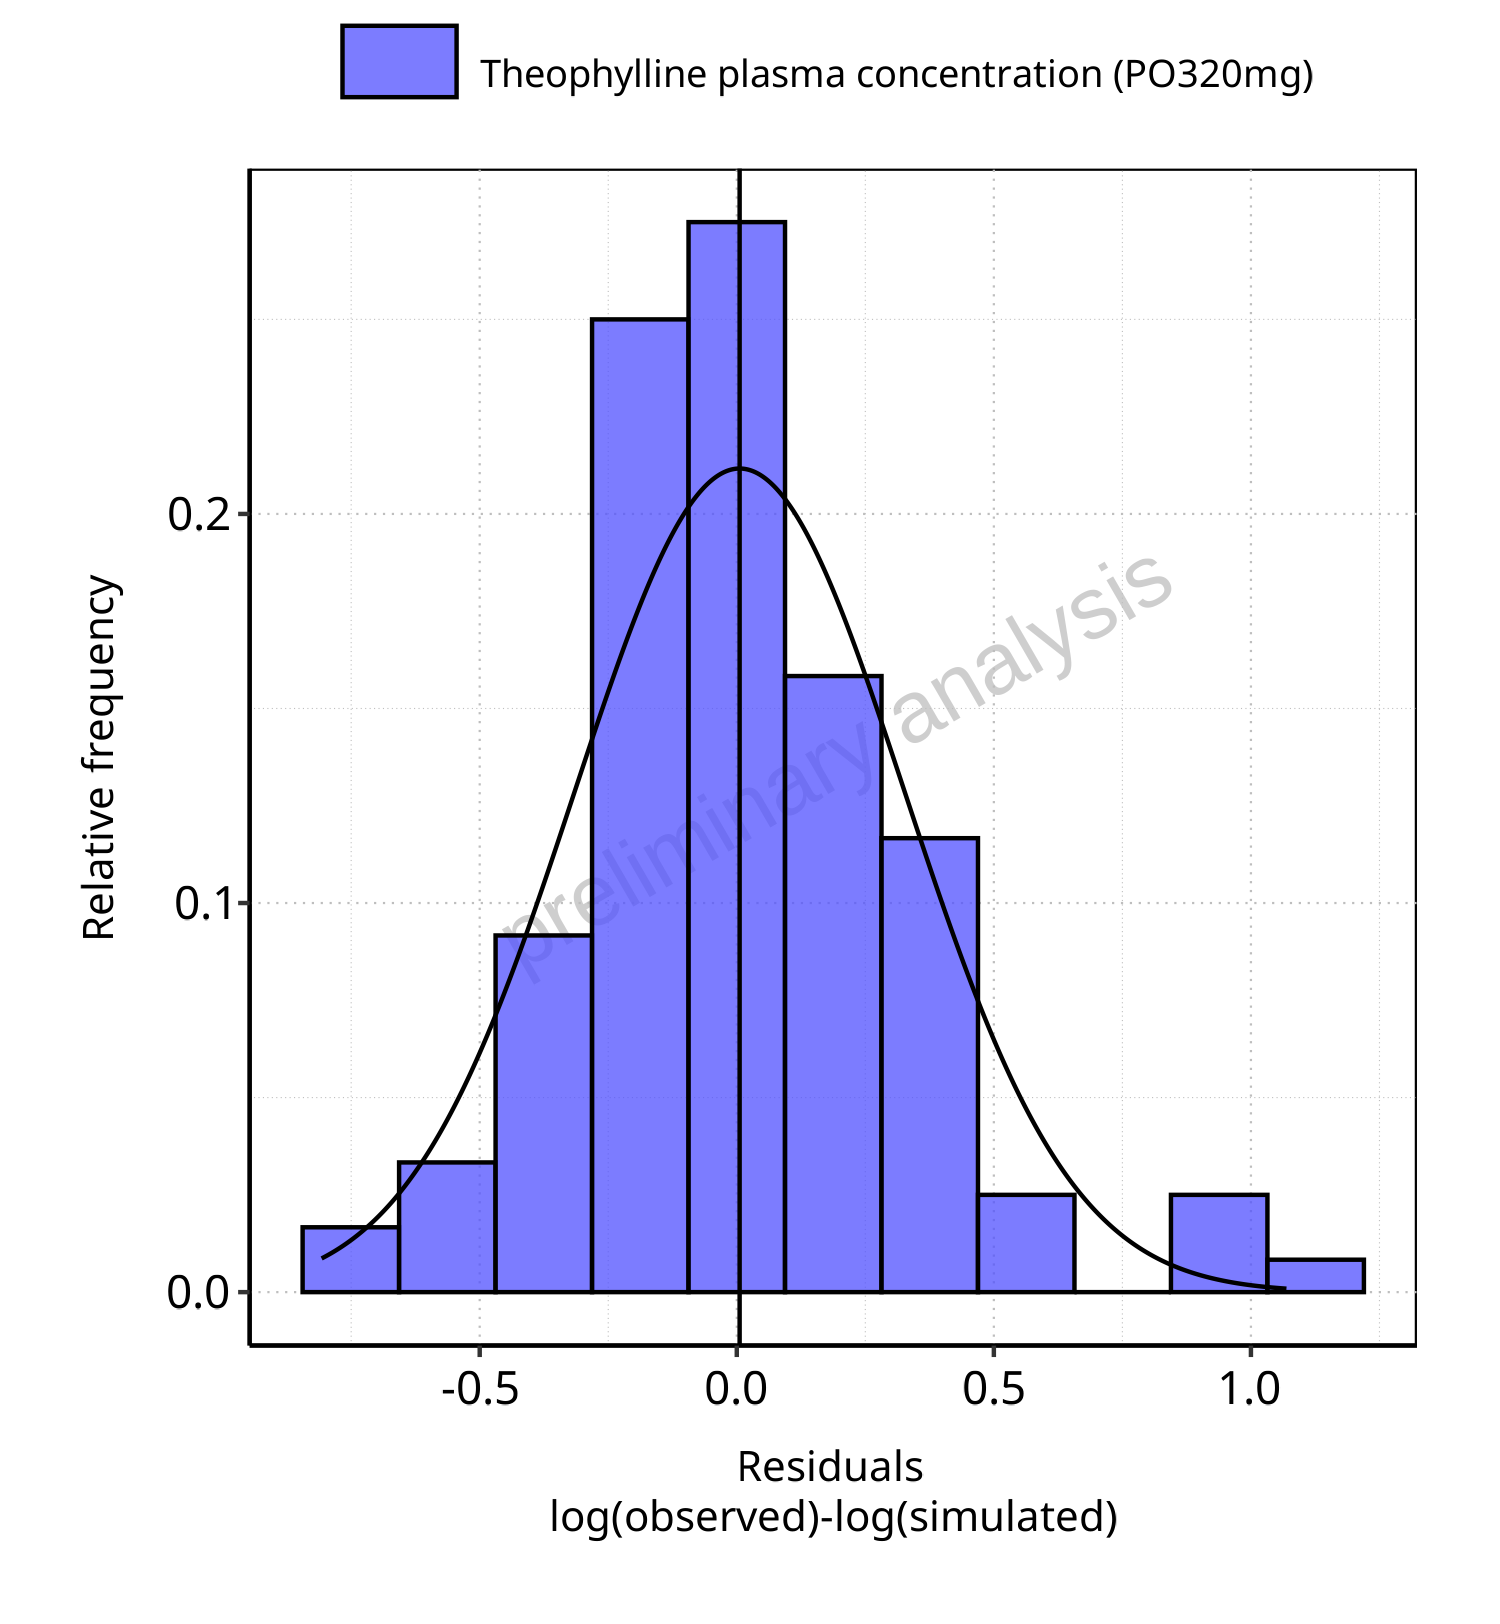 Theophylline plasma concentration (PO320mg)
Relative frequency
0.2
0.1
0.0
preliminary analysis
-0.5
0.0
0.5
1.0
Residuals
log(observed)-log(simulated)